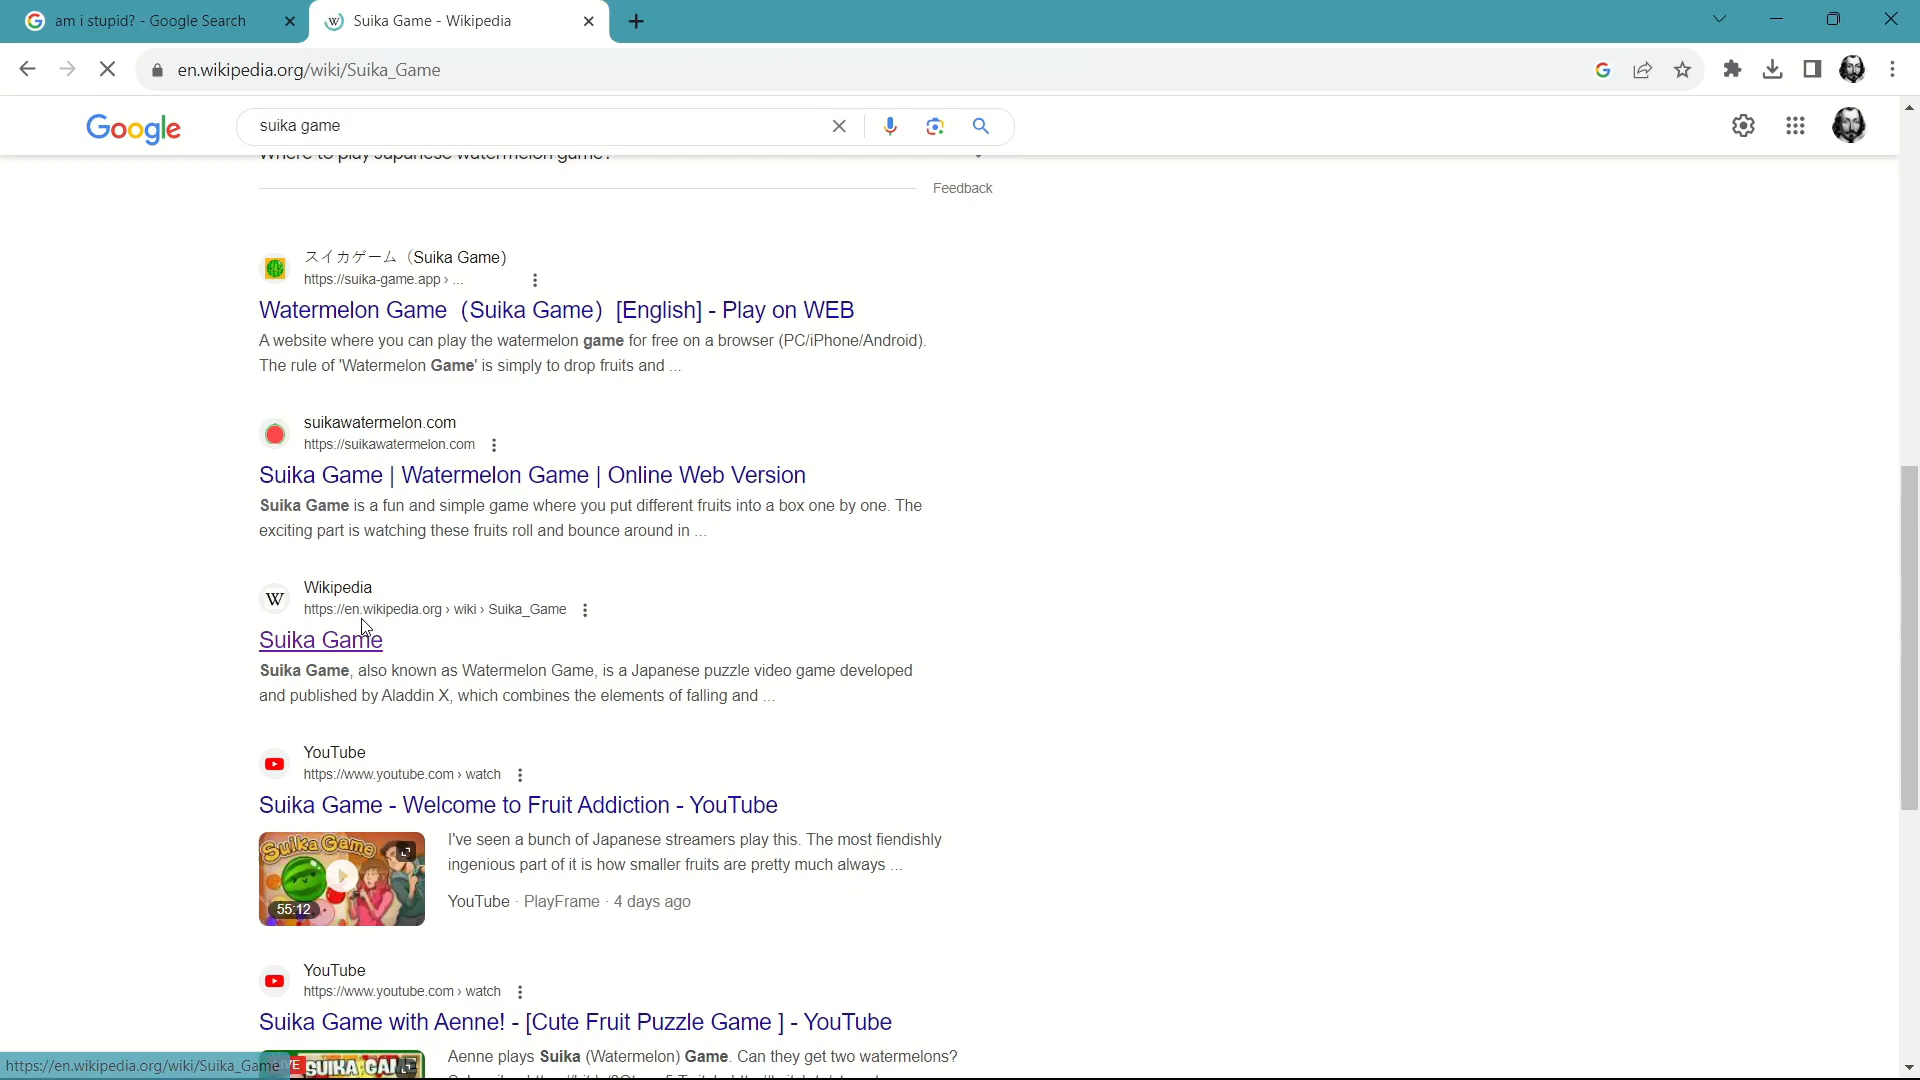 am i stupid? - Google Search
Suika Game - Wikipedia
en.wikipedia.org/wiki/Suika_Game
Google
suika game
Where to play Japanese watermelon game?
Feedback
スイカゲーム（Suika Game）
https://suika-game.app › ...
Watermelon Game（Suika Game）[English] - Play on WEB
A website where you can play the watermelon game for free on a browser (PC/iPhone/Android).
The rule of 'Watermelon Game' is simply to drop fruits and ...
suikawatermelon.com
https://suikawatermelon.com
Suika Game | Watermelon Game | Online Web Version
Suika Game is a fun and simple game where you put different fruits into a box one by one. The
exciting part is watching these fruits roll and bounce around in ...
W
Wikipedia
https://en.wikipedia.org › wiki › Suika_Game
Suika Game
Suika Game, also known as Watermelon Game, is a Japanese puzzle video game developed
and published by Aladdin X, which combines the elements of falling and ...
YouTube
https://www.youtube.com › watch
Suika Game - Welcome to Fruit Addiction - YouTube
Suika Game
55:12
I've seen a bunch of Japanese streamers play this. The most fiendishly
ingenious part of it is how smaller fruits are pretty much always ...
YouTube · PlayFrame · 4 days ago
YouTube
https://www.youtube.com › watch
Suika Game with Aenne! - [Cute Fruit Puzzle Game ] - YouTube
Aenne plays Suika (Watermelon) Game. Can they get two watermelons?
https://en.wikipedia.org/wiki/Suika_Game